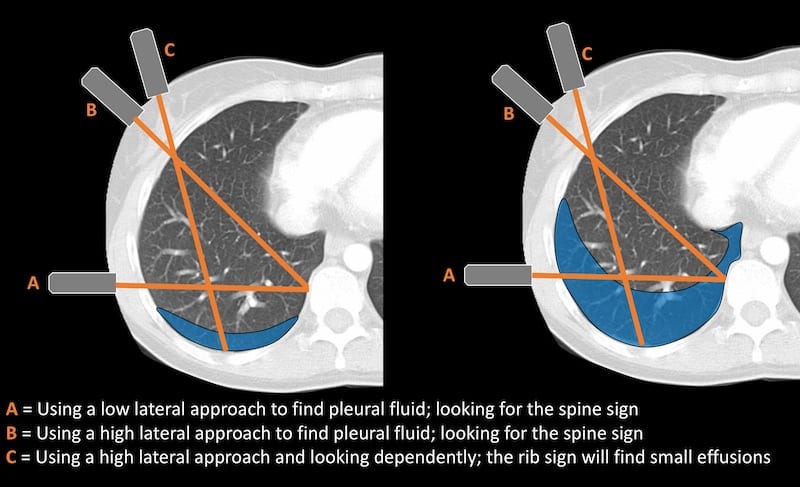 C
B
A
C
B
A
A = Using a low lateral approach to find pleural fluid; looking for the spine sign
B = Using a high lateral approach to find pleural fluid; looking for the spine sign
C = Using a high lateral approach and looking dependently; the rib sign will find small effusions